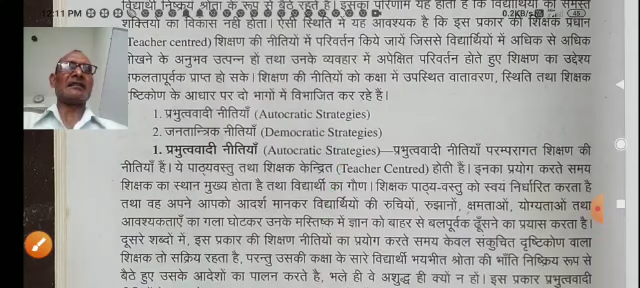 12:11 PM
0.2KB/s
विद्यार्थी निष्क्रिय श्रोता के रूप से बैठे रहते हैं। इसका परिणाम यह होता है कि विद्यार्थियों की समस्त
शक्तियों का विकास नहीं होता। ऐसी स्थिति में यह आवश्यक है कि इस प्रकार की शिक्षक प्रधान
(Teacher centred) शिक्षण की नीतियों में परिवर्तन किये जायें जिससे विद्यार्थियों में अधिक से अधिक
सीखने के अनुभव उत्पन्न हों तथा उनके व्यवहार में अपेक्षित परिवर्तन होते हुए शिक्षण का उद्देश्य
सफलतापूर्वक प्राप्त हो सके। शिक्षण की नीतियों को कक्षा में उपस्थित वातावरण, स्थिति तथा शिक्षक
दृष्टिकोण के आधार पर दो भागों में विभाजित कर रहे हैं।
1. प्रभुत्ववादी नीतियाँ (Autocratic Strategies)
2. जनतान्त्रिक नीतियाँ (Democratic Strategies)
1. प्रभुत्ववादी नीतियाँ (Autocratic Strategies)—प्रभुत्ववादी नीतियाँ परम्परागत शिक्षण की
नीतियाँ हैं। ये पाठ्यवस्तु तथा शिक्षक केन्द्रित (Teacher Centred) होती हैं। इनका प्रयोग करते समय
शिक्षक का स्थान मुख्य होता है तथा विद्यार्थी का गौण। शिक्षक पाठ्य-वस्तु को स्वयं निर्धारित करता है
तथा वह अपने आपको आदर्श मानकर विद्यार्थियों की रुचियों, रुझानों, क्षमताओं, योग्यताओं तथा
आवश्यकताएँ का गला घोटकर उनके मस्तिष्क में ज्ञान को बाहर से बलपूर्वक ठूँसने का प्रयास करता है।
दूसरे शब्दों में, इस प्रकार की शिक्षण नीतियों का प्रयोग करते समय केवल संकुचित दृष्टिकोण वाला
शिक्षक तो सक्रिय रहता है, परन्तु उसकी कक्षा के सारे विद्यार्थी भयभीत श्रोता की भाँति निष्क्रिय रूप से
बैठे हुए उसके आदेशों का पालन करते है, भले ही वे अशुद्ध ही क्यों न हों। इस प्रकार प्रभुत्ववादी